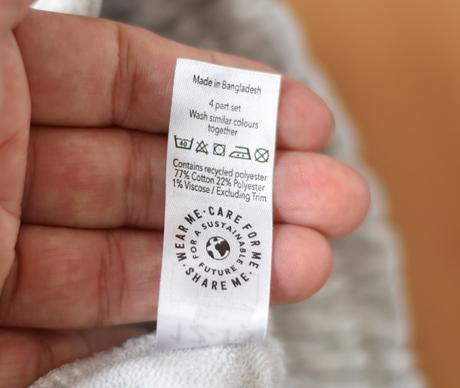 Made in Bangladesh
4 part set
Wash similar colours
together
40
Contains recycled polyester
77% Cotton 22% Polyester
1% Viscose / Excluding Trim
WEAR ME · CARE FOR ME · SHARE ME ·
FOR A SUSTAINABLE FUTURE